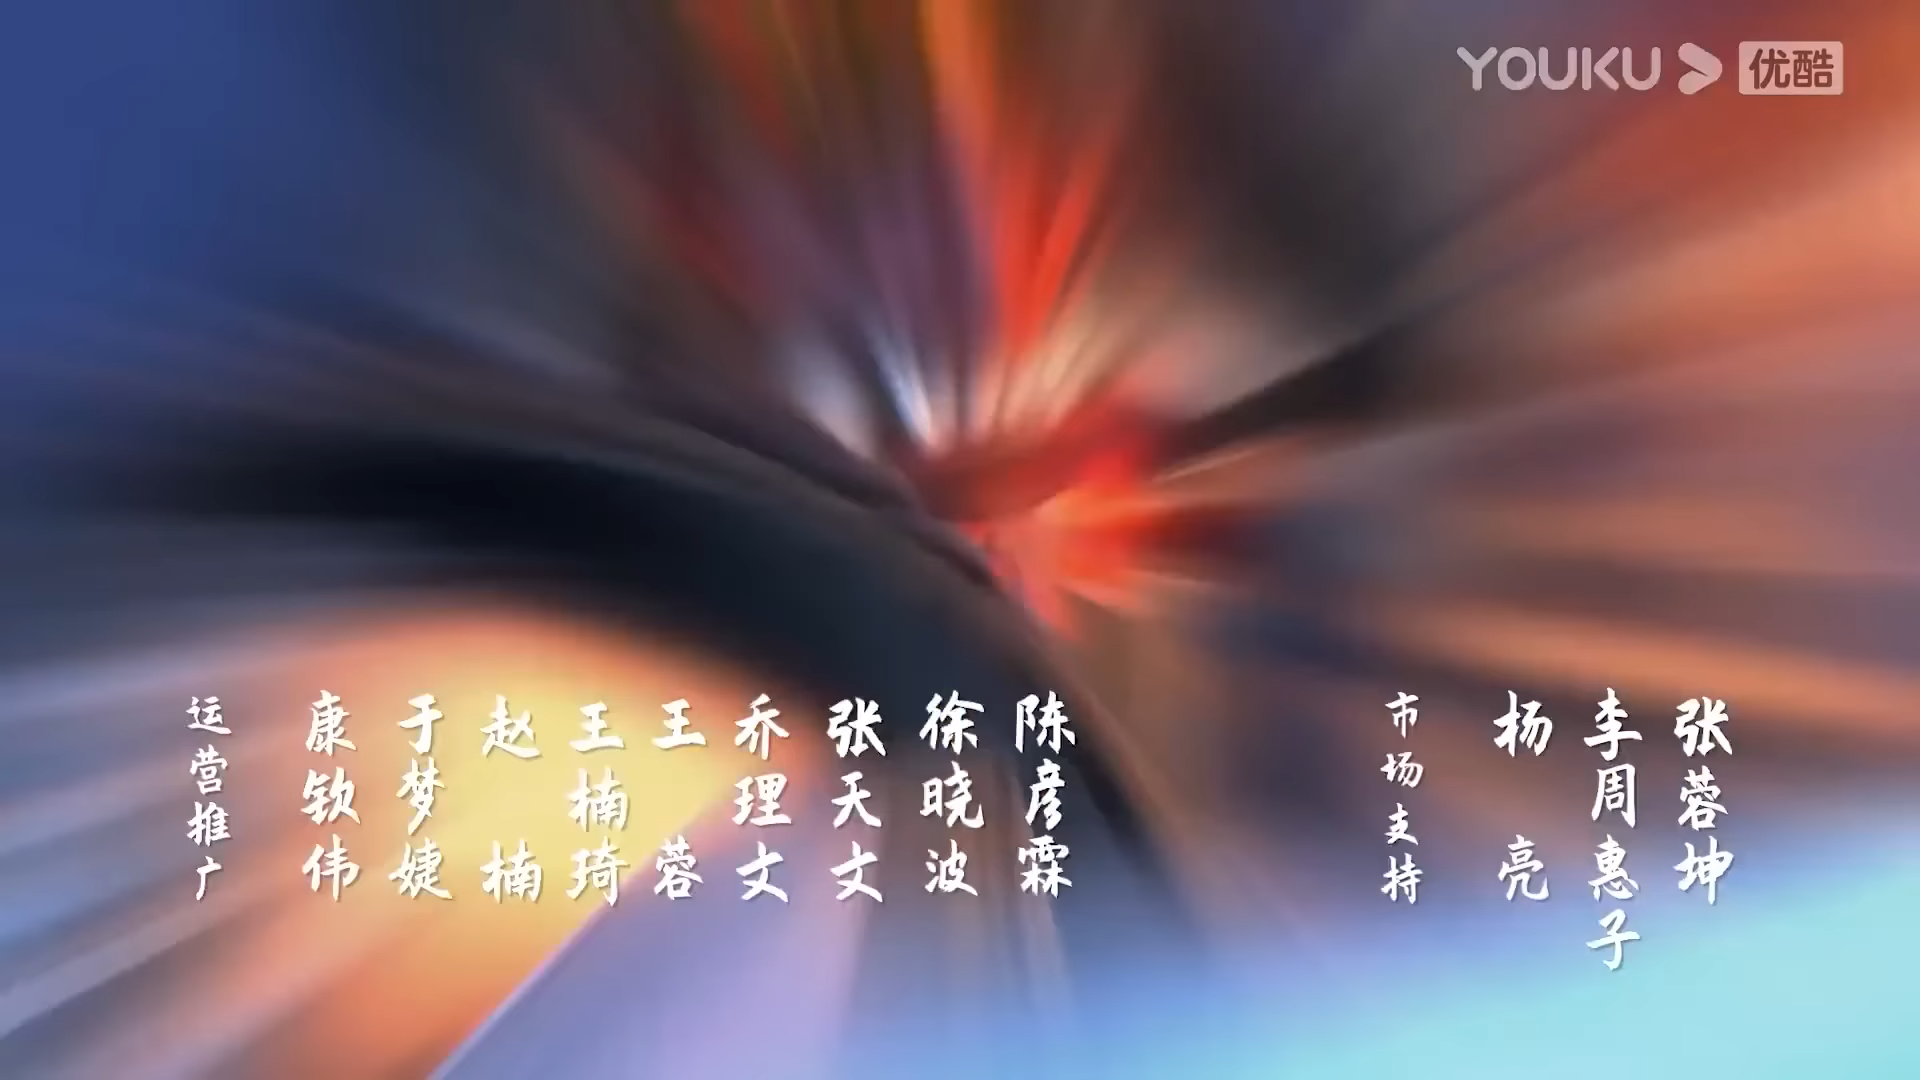 YOUKU 优酷
运营推广
康钦伟
于梦婕
赵楠
王楠琦
王蓉
乔理文
张天文
徐晓波
陈彦霖
市场支持
杨亮
李周惠子
张蓉坤